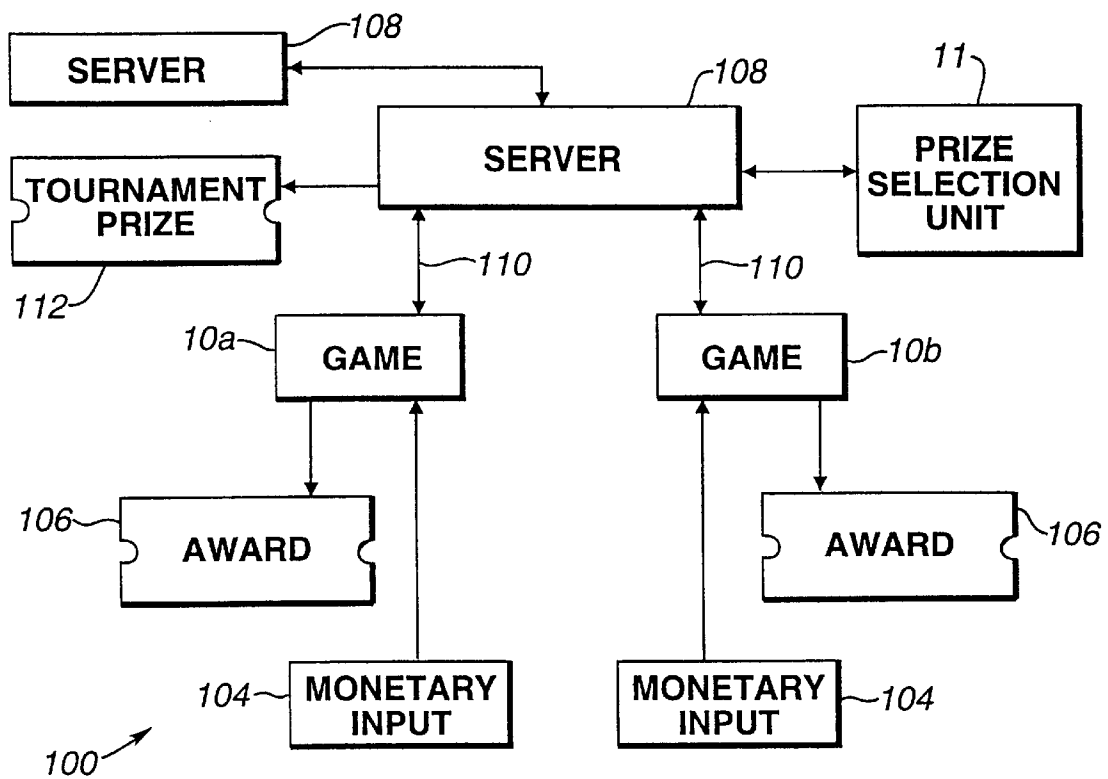 108
SERVER
108
11
SERVER
PRIZE
SELECTION
UNIT
TOURNAMENT
PRIZE
112
110
110
10a
GAME
GAME
10b
106
AWARD
AWARD
106
104
MONETARY
INPUT
MONETARY
INPUT
104
100